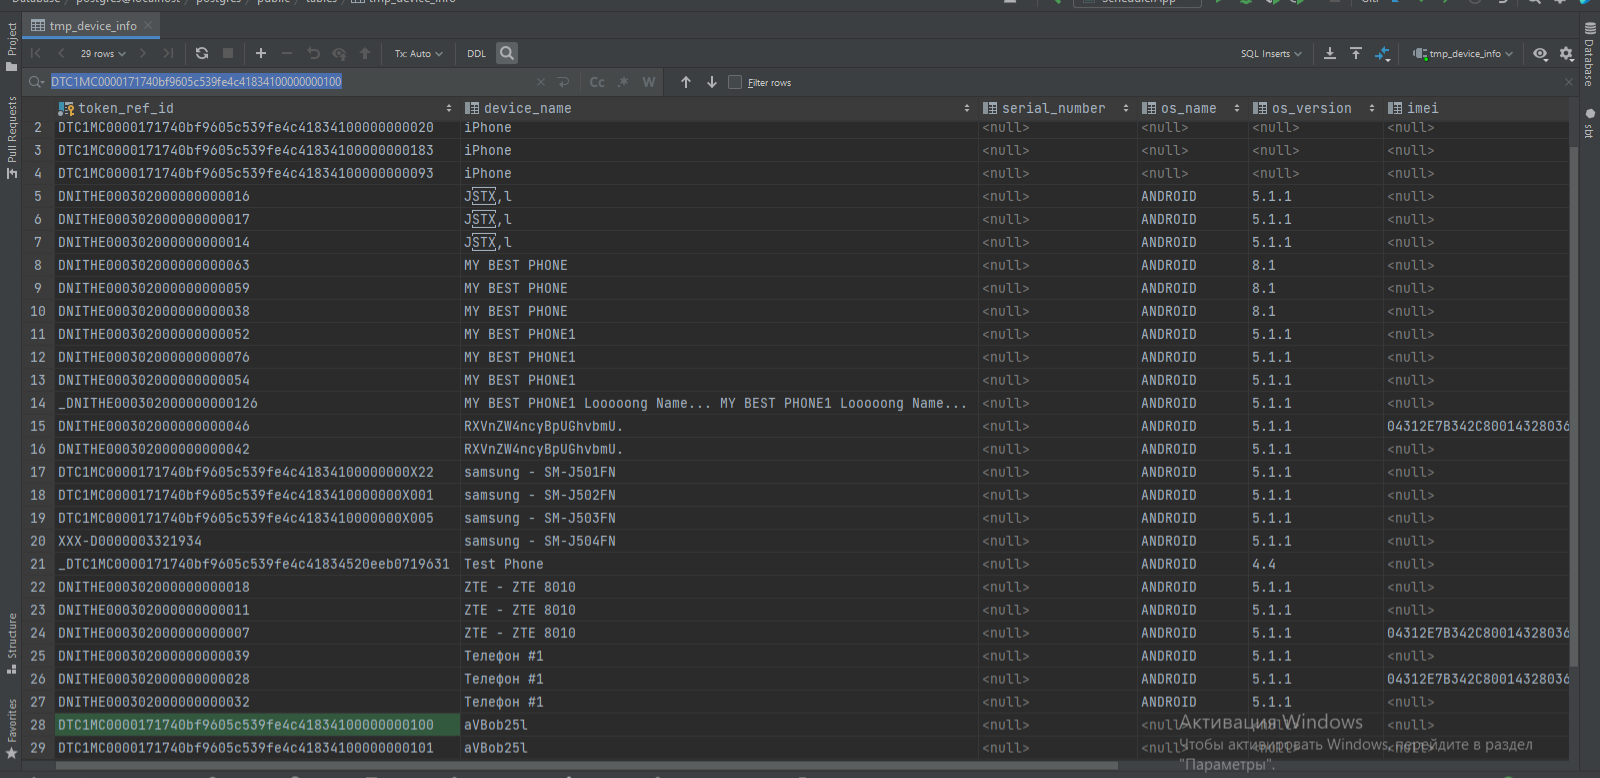 Database postgres@localhost postgres public tables tmp_device_info
tmp_device_info
29 rows Tx: Auto DDL SQL Inserts tmp_device_info
DTC1MC0000171740bf9605c539fe4c41834100000000100 Cc .* W Filter rows
token_ref_id device_name serial_number os_name os_version imei
2 DTC1MC0000171740bf9605c539fe4c41834100000000020 iPhone <null> <null> <null> <null>
3 DTC1MC0000171740bf9605c539fe4c41834100000000183 iPhone <null> <null> <null> <null>
4 DTC1MC0000171740bf9605c539fe4c41834100000000093 iPhone <null> <null> <null> <null>
5 DNITHE000302000000000016 JSTX,l <null> ANDROID 5.1.1 <null>
6 DNITHE000302000000000017 JSTX,l <null> ANDROID 5.1.1 <null>
7 DNITHE000302000000000014 JSTX,l <null> ANDROID 5.1.1 <null>
8 DNITHE000302000000000063 MY BEST PHONE <null> ANDROID 8.1 <null>
9 DNITHE000302000000000059 MY BEST PHONE <null> ANDROID 8.1 <null>
10 DNITHE000302000000000038 MY BEST PHONE <null> ANDROID 8.1 <null>
11 DNITHE000302000000000052 MY BEST PHONE1 <null> ANDROID 5.1.1 <null>
12 DNITHE000302000000000076 MY BEST PHONE1 <null> ANDROID 5.1.1 <null>
13 DNITHE000302000000000054 MY BEST PHONE1 <null> ANDROID 5.1.1 <null>
14 _DNITHE000302000000000126 MY BEST PHONE1 Looooong Name... MY BEST PHONE1 Looooong Name... <null> ANDROID 5.1.1 <null>
15 DNITHE000302000000000046 RXVnZW4ncyBpUGhvbmU. <null> ANDROID 5.1.1 04312E7B342C80014328036
16 DNITHE000302000000000042 RXVnZW4ncyBpUGhvbmU. <null> ANDROID 5.1.1 <null>
17 DTC1MC0000171740bf9605c539fe4c41834100000000X22 samsung - SM-J501FN <null> ANDROID 5.1.1 <null>
18 DTC1MC0000171740bf9605c539fe4c4183410000000X001 samsung - SM-J502FN <null> ANDROID 5.1.1 <null>
19 DTC1MC0000171740bf9605c539fe4c4183410000000X005 samsung - SM-J503FN <null> ANDROID 5.1.1 <null>
20 XXX-D0000003321934 samsung - SM-J504FN <null> ANDROID 5.1.1 <null>
21 _DTC1MC0000171740bf9605c539fe4c41834520eeb0719631 Test Phone <null> ANDROID 4.4 <null>
22 DNITHE000302000000000018 ZTE - ZTE 8010 <null> ANDROID 5.1.1 <null>
23 DNITHE000302000000000011 ZTE - ZTE 8010 <null> ANDROID 5.1.1 <null>
24 DNITHE000302000000000007 ZTE - ZTE 8010 <null> ANDROID 5.1.1 04312E7B342C80014328036
25 DNITHE000302000000000039 Телефон #1 <null> ANDROID 5.1.1 <null>
26 DNITHE000302000000000028 Телефон #1 <null> ANDROID 5.1.1 04312E7B342C80014328036
27 DNITHE000302000000000032 Телефон #1 <null> ANDROID 5.1.1 <null>
28 DTC1MC0000171740bf9605c539fe4c41834100000000100 aVBob25l <null> <null> <null> <null>
29 DTC1MC0000171740bf9605c539fe4c41834100000000101 aVBob25l <null> <null> <null> <null>
Активация Windows
Чтобы активировать Windows, перейдите в раздел
"Параметры".
Project
Pull Requests
Structure
Favorites
Database
sbt